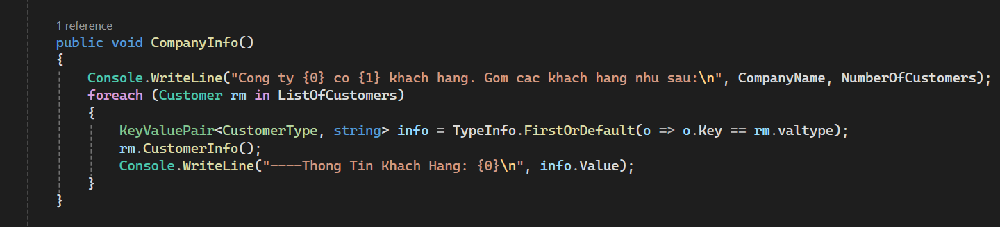 1 reference
public void CompanyInfo()
{
Console.WriteLine("Cong ty {0} co {1} khach hang. Gom cac khach hang nhu sau:\n", CompanyName, NumberOfCustomers);
foreach (Customer rm in ListOfCustomers)
{
KeyValuePair<CustomerType, string> info = TypeInfo.FirstOrDefault(o => o.Key == rm.valtype);
rm.CustomerInfo();
Console.WriteLine("----Thong Tin Khach Hang: {0}\n", info.Value);
}
}